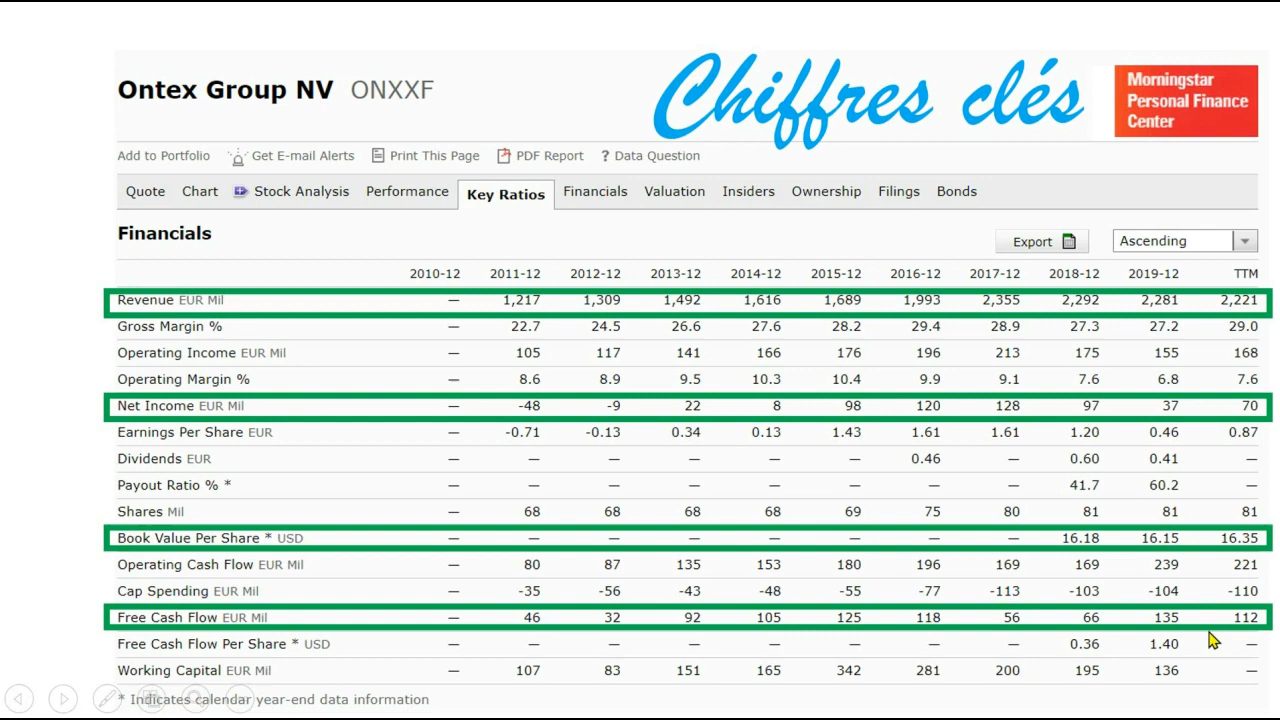 Chiffres clés
Ontex Group NV ONXXF
Morningstar
Personal Finance
Center
Add to Portfolio Get E-mail Alerts Print This Page PDF Report ? Data Question
Quote Chart Stock Analysis Performance Key Ratios Financials Valuation Insiders Ownership Filings Bonds
Financials
Export Ascending
2010-12 2011-12 2012-12 2013-12 2014-12 2015-12 2016-12 2017-12 2018-12 2019-12 TTM
Revenue EUR Mil — 1,217 1,309 1,492 1,616 1,689 1,993 2,355 2,292 2,281 2,221
Gross Margin % — 22.7 24.5 26.6 27.6 28.2 29.4 28.9 27.3 27.2 29.0
Operating Income EUR Mil — 105 117 141 166 176 196 213 175 155 168
Operating Margin % — 8.6 8.9 9.5 10.3 10.4 9.9 9.1 7.6 6.8 7.6
Net Income EUR Mil — -48 -9 22 8 98 120 128 97 37 70
Earnings Per Share EUR — -0.71 -0.13 0.34 0.13 1.43 1.61 1.61 1.20 0.46 0.87
Dividends EUR — — — — — — 0.46 — 0.60 0.41 —
Payout Ratio % * — — — — — — — — 41.7 60.2 —
Shares Mil — 68 68 68 68 69 75 80 81 81 81
Book Value Per Share * USD — — — — — — — — 16.18 16.15 16.35
Operating Cash Flow EUR Mil — 80 87 135 153 180 196 169 169 239 221
Cap Spending EUR Mil — -35 -56 -43 -48 -55 -77 -113 -103 -104 -110
Free Cash Flow EUR Mil — 46 32 92 105 125 118 56 66 135 112
Free Cash Flow Per Share * USD — — — — — — — — 0.36 1.40 —
Working Capital EUR Mil — 107 83 151 165 342 281 200 195 136 —
* Indicates calendar year-end data information